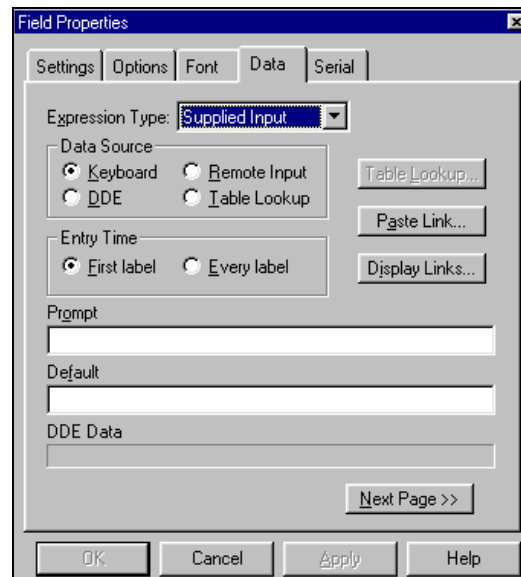 Field Properties
Settings Options Font Data Serial
Expression Type: Supplied Input
Data Source
Keyboard Remote Input
DDE Table Lookup
Table Lookup...
Paste Link...
Entry Time
First label Every label
Display Links...
Prompt
Default
DDE Data
Next Page >>
OK Cancel Apply Help